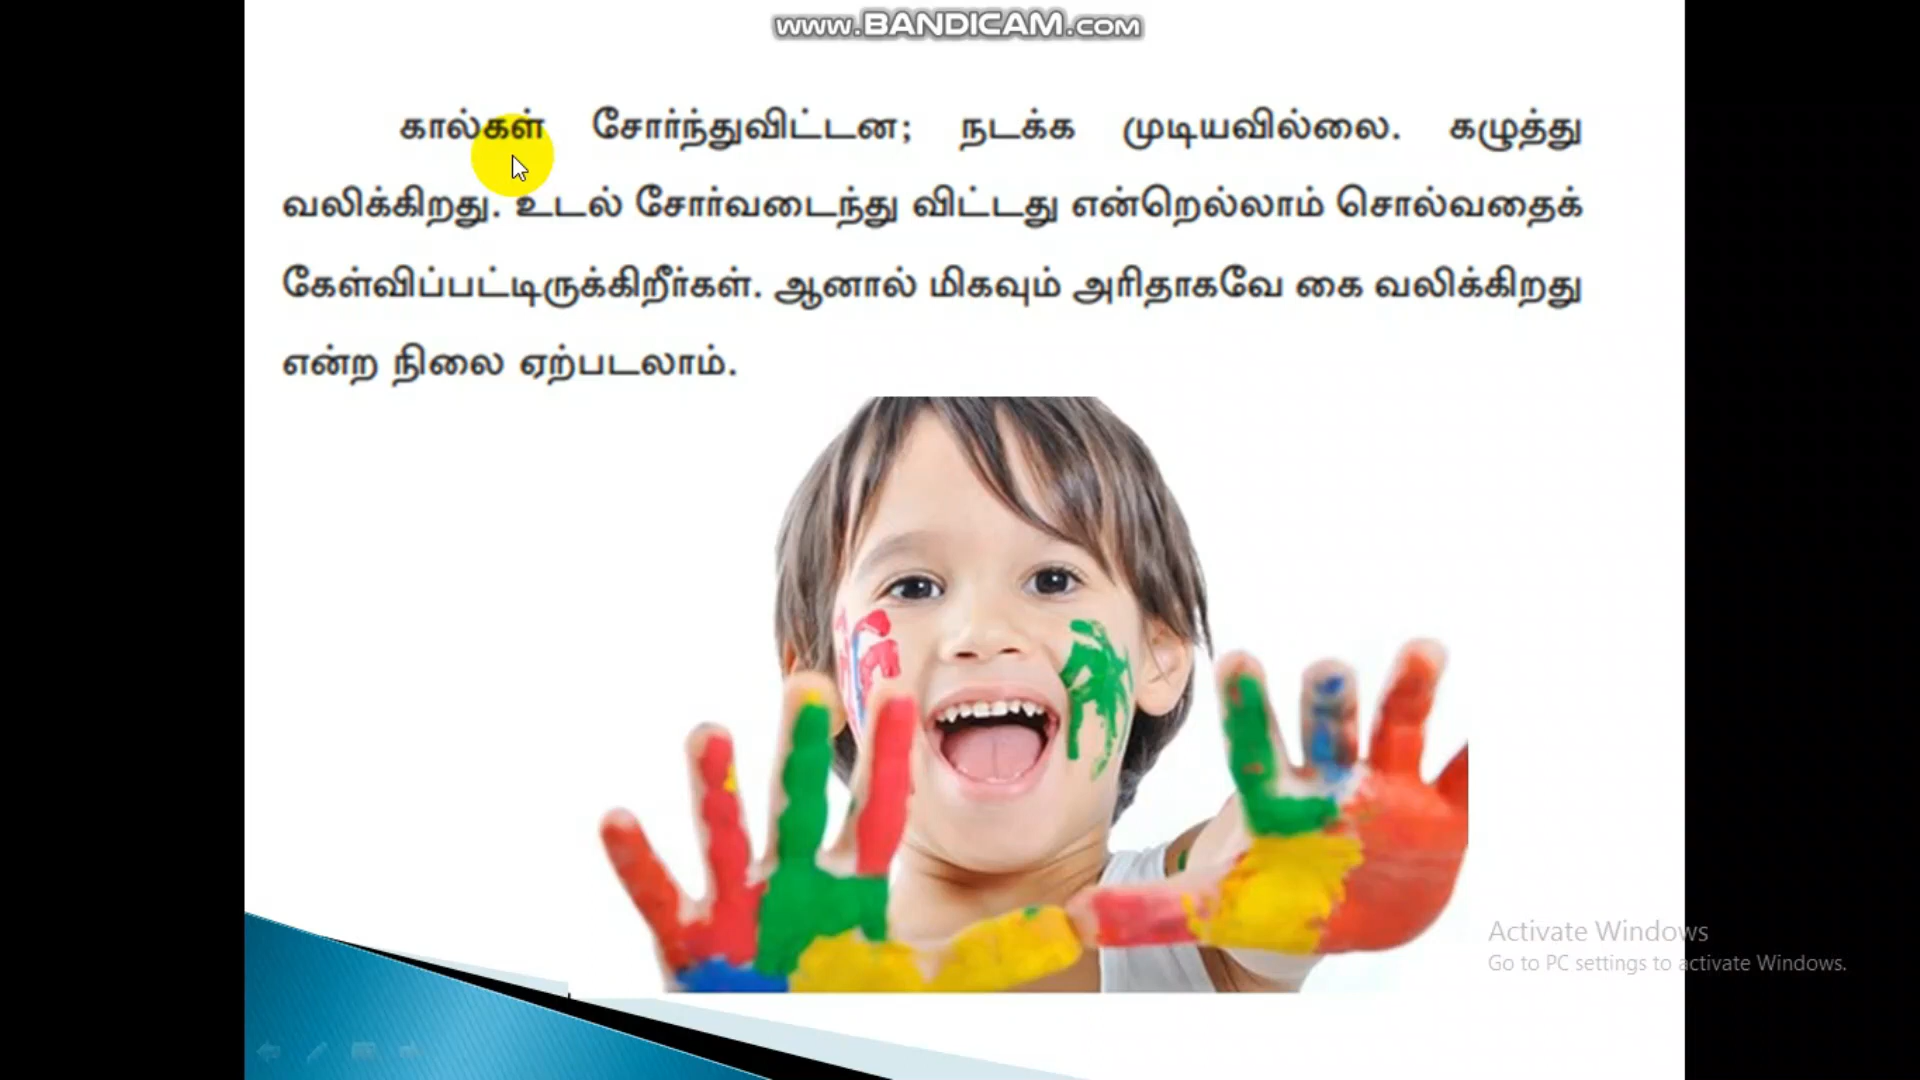 www.BANDICAM.com
கால்கள் சோர்ந்துவிட்டன; நடக்க முடியவில்லை. கழுத்து
வலிக்கிறது. உடல் சோர்வடைந்து விட்டது என்றெல்லாம் சொல்வதைக்
கேள்விப்பட்டிருக்கிறீர்கள். ஆனால் மிகவும் அரிதாகவே கை வலிக்கிறது
என்ற நிலை ஏற்படலாம்.
Activate Windows
Go to PC settings to activate Windows.